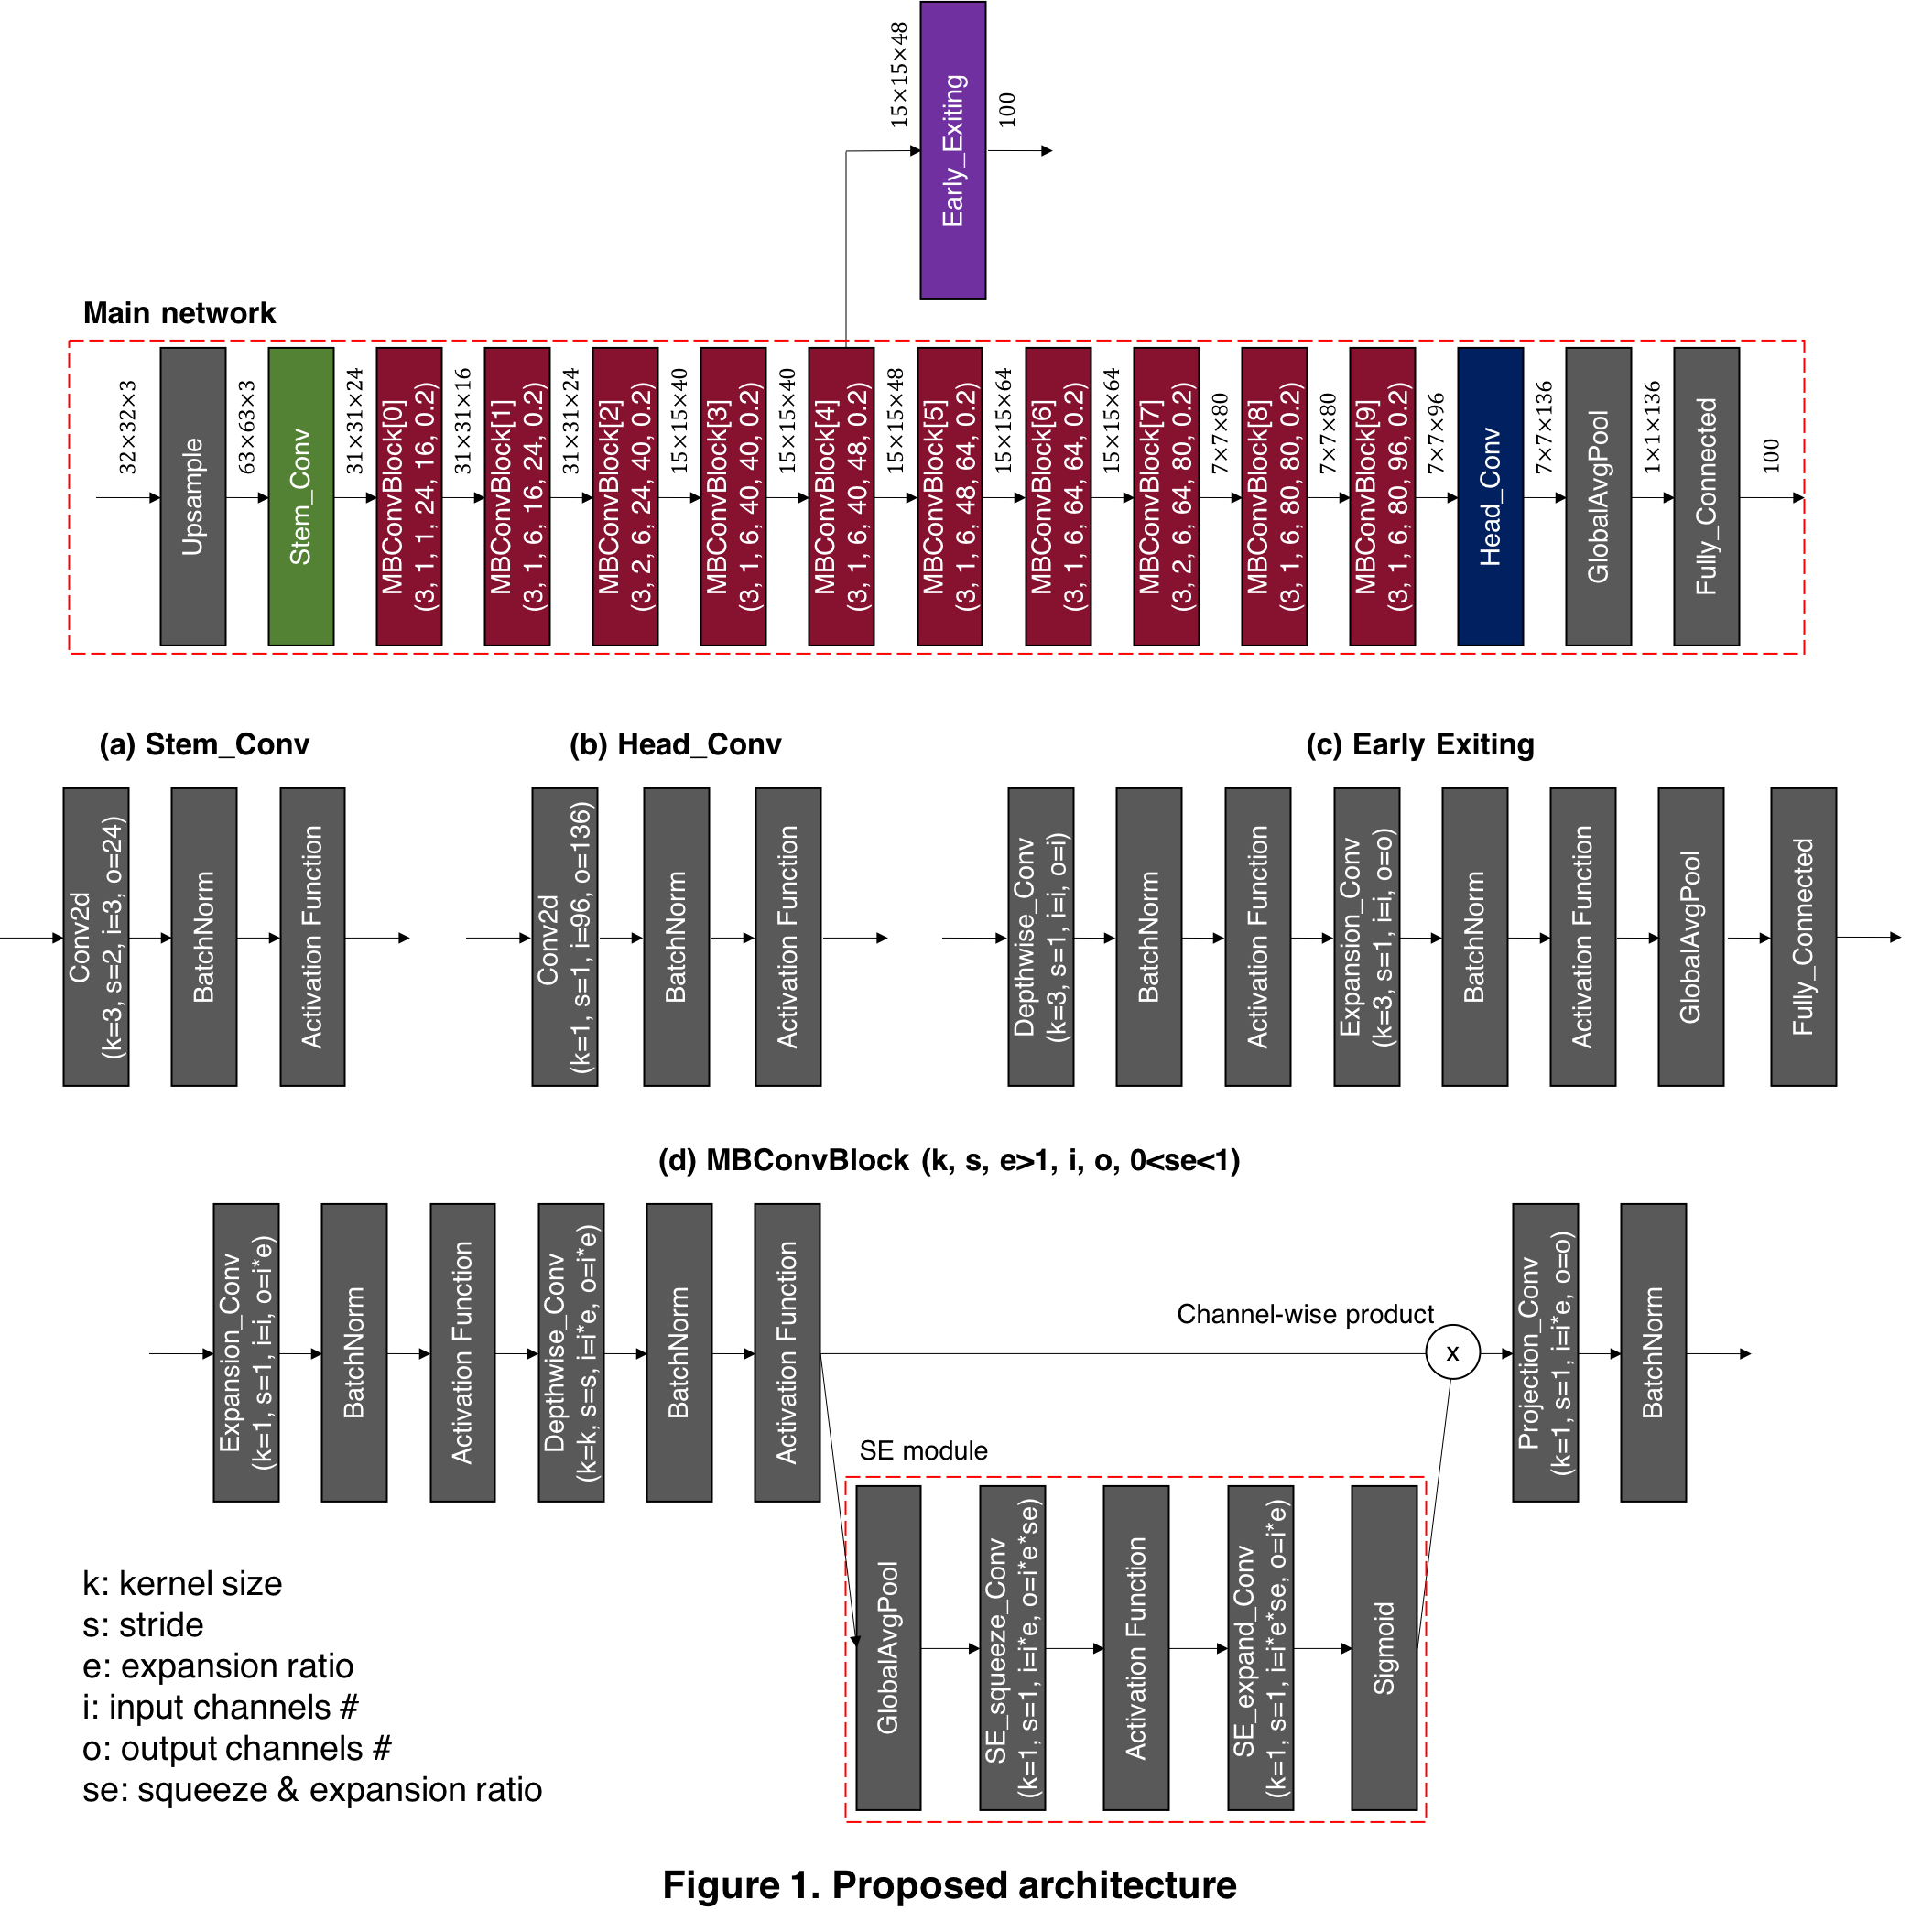 15×15×48
Early_Exiting
100
Main network
32×32×3
Upsample
63×63×3
Stem_Conv
31×31×24
MBConvBlock[0]
(3, 1, 1, 24, 16, 0.2)
31×31×16
MBConvBlock[1]
(3, 1, 6, 16, 24, 0.2)
31×31×24
MBConvBlock[2]
(3, 2, 6, 24, 40, 0.2)
15×15×40
MBConvBlock[3]
(3, 1, 6, 40, 40, 0.2)
15×15×40
MBConvBlock[4]
(3, 1, 6, 40, 48, 0.2)
15×15×48
MBConvBlock[5]
(3, 1, 6, 48, 64, 0.2)
15×15×64
MBConvBlock[6]
(3, 1, 6, 64, 64, 0.2)
15×15×64
MBConvBlock[7]
(3, 2, 6, 64, 80, 0.2)
7×7×80
MBConvBlock[8]
(3, 1, 6, 80, 80, 0.2)
7×7×80
MBConvBlock[9]
(3, 1, 6, 80, 96, 0.2)
7×7×96
Head_Conv
7×7×136
GlobalAvgPool
1×1×136
Fully_Connected
100
(a) Stem_Conv
Conv2d
(k=3, s=2, i=3, o=24)
BatchNorm
Activation Function
(b) Head_Conv
Conv2d
(k=1, s=1, i=96, o=136)
BatchNorm
Activation Function
(c) Early Exiting
Depthwise_Conv
(k=3, s=1, i=i, o=i)
BatchNorm
Activation Function
Expansion_Conv
(k=3, s=1, i=i, o=o)
BatchNorm
Activation Function
GlobalAvgPool
Fully_Connected
(d) MBConvBlock (k, s, e>1, i, o, 0<se<1)
Expansion_Conv
(k=1, s=1, i=i, o=i*e)
BatchNorm
Activation Function
Depthwise_Conv
(k=k, s=s, i=i*e, o=i*e)
BatchNorm
Activation Function
Channel-wise product
x
Projection_Conv
(k=1, s=1, i=i*e, o=o)
BatchNorm
SE module
GlobalAvgPool
SE_squeeze_Conv
(k=1, s=1, i=i*e, o=i*e*se)
Activation Function
SE_expand_Conv
(k=1, s=1, i=i*e*se, o=i*e)
Sigmoid
k: kernel size
s: stride
e: expansion ratio
i: input channels #
o: output channels #
se: squeeze & expansion ratio
Figure 1. Proposed architecture